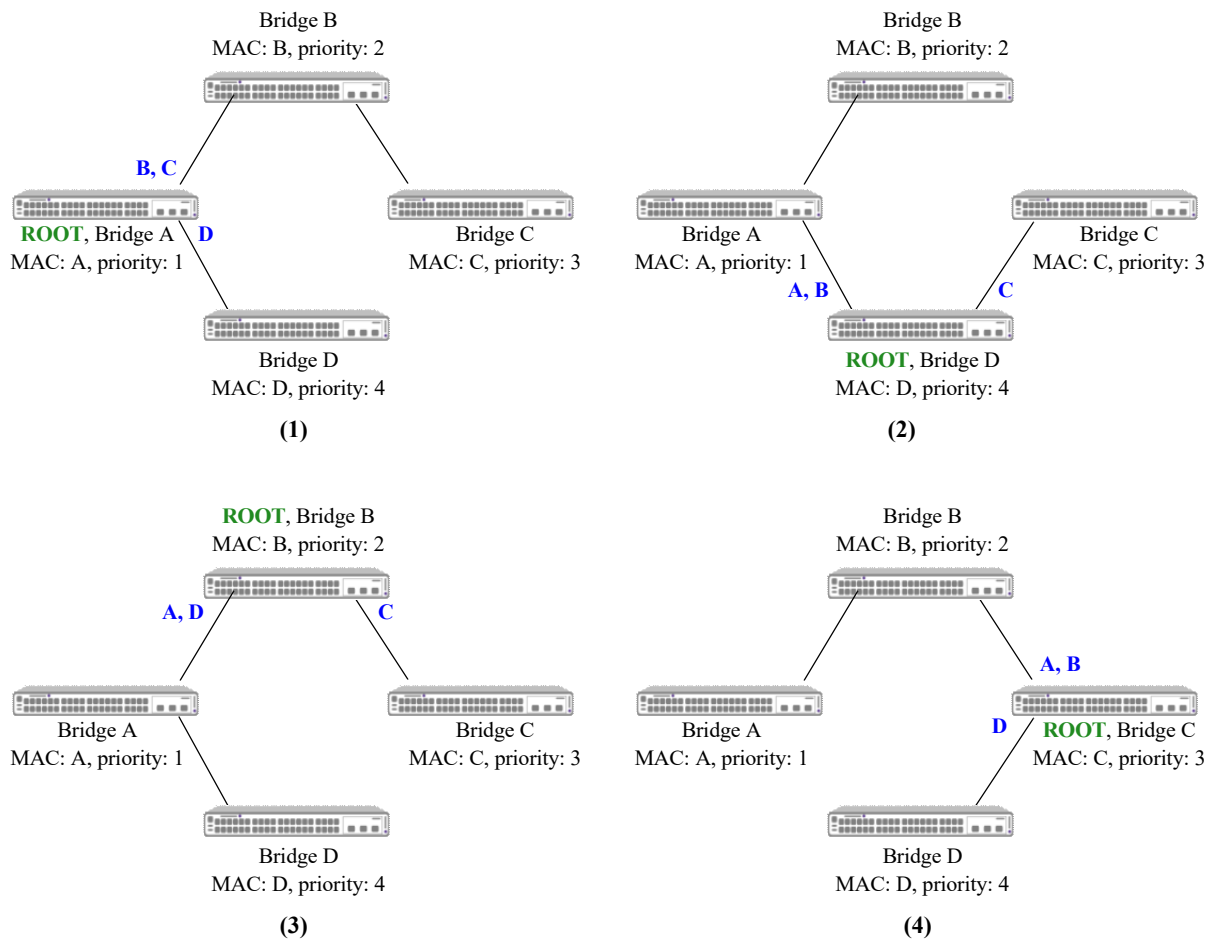 Bridge B
MAC: B, priority: 2
B, C
ROOT, Bridge A
MAC: A, priority: 1
D
Bridge C
MAC: C, priority: 3
Bridge D
MAC: D, priority: 4
(1)
Bridge B
MAC: B, priority: 2
Bridge A
MAC: A, priority: 1
Bridge C
MAC: C, priority: 3
A, B
C
ROOT, Bridge D
MAC: D, priority: 4
(2)
ROOT, Bridge B
MAC: B, priority: 2
A, D
C
Bridge A
MAC: A, priority: 1
Bridge C
MAC: C, priority: 3
Bridge D
MAC: D, priority: 4
(3)
Bridge B
MAC: B, priority: 2
A, B
Bridge A
MAC: A, priority: 1
D
ROOT, Bridge C
MAC: C, priority: 3
Bridge D
MAC: D, priority: 4
(4)